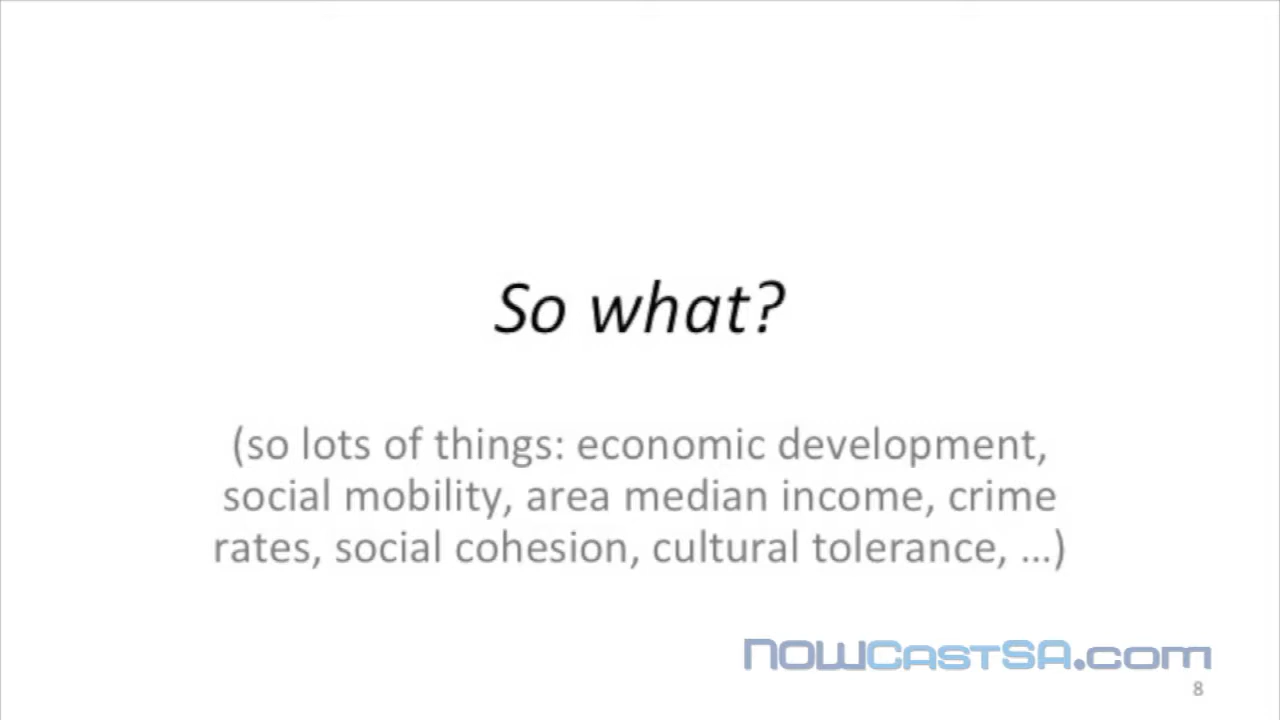 So what?
(so lots of things: economic development,
social mobility, area median income, crime
rates, social cohesion, cultural tolerance, ...)
NOWCastSA.com
8